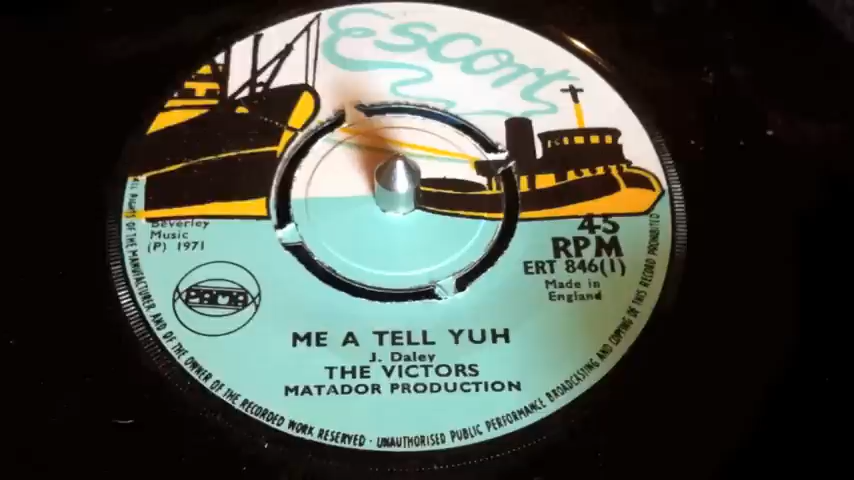 Escort
45
RPM
ERT 846(1)
Made in
England
Beverley
Music
(P) 1971
PAMA
ME A TELL YUH
J. Daley
THE VICTORS
MATADOR PRODUCTION
ALL RIGHTS OF THE MANUFACTURER AND OF THE OWNER OF THE RECORDED WORK RESERVED · UNAUTHORISED PUBLIC PERFORMANCE BROADCASTING AND COPYING OF THIS RECORD PROHIBITED